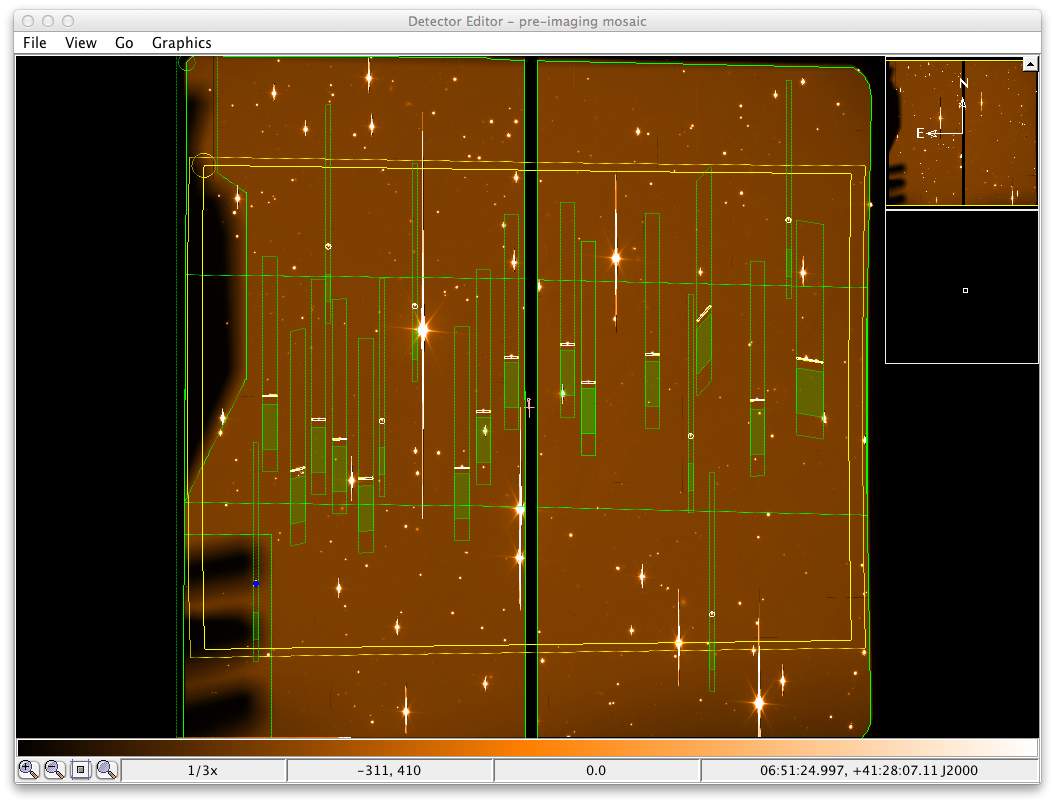 Detector Editor – pre-imaging mosaic
File View Go Graphics
N
E
1/3x -311, 410 0.0 06:51:24.997, +41:28:07.11 J2000